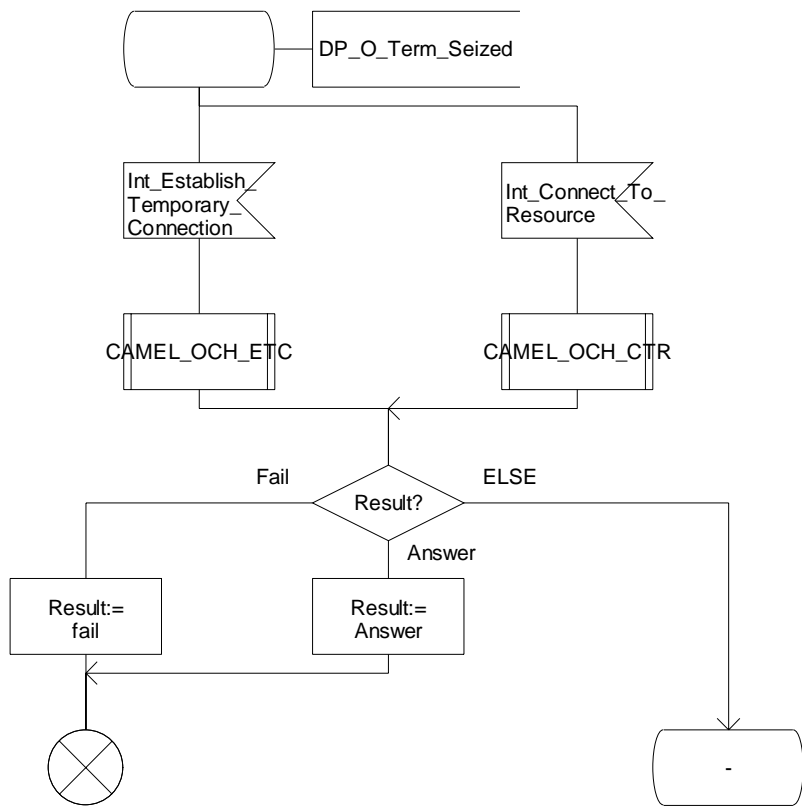 DP_O_Term_Seized
Int_Establish_
Temporary_
Connection
Int_Connect_To_
Resource
CAMEL_OCH_ETC
CAMEL_OCH_CTR
Fail
ELSE
Result?
Answer
Result:=
fail
Result:=
Answer
-